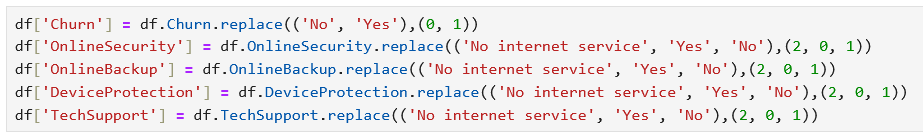 df['Churn'] = df.Churn.replace(('No', 'Yes'),(0, 1))
df['OnlineSecurity'] = df.OnlineSecurity.replace(('No internet service', 'Yes', 'No'),(2, 0, 1))
df['OnlineBackup'] = df.OnlineBackup.replace(('No internet service', 'Yes', 'No'),(2, 0, 1))
df['DeviceProtection'] = df.DeviceProtection.replace(('No internet service', 'Yes', 'No'),(2, 0, 1))
df['TechSupport'] = df.TechSupport.replace(('No internet service', 'Yes', 'No'),(2, 0, 1))